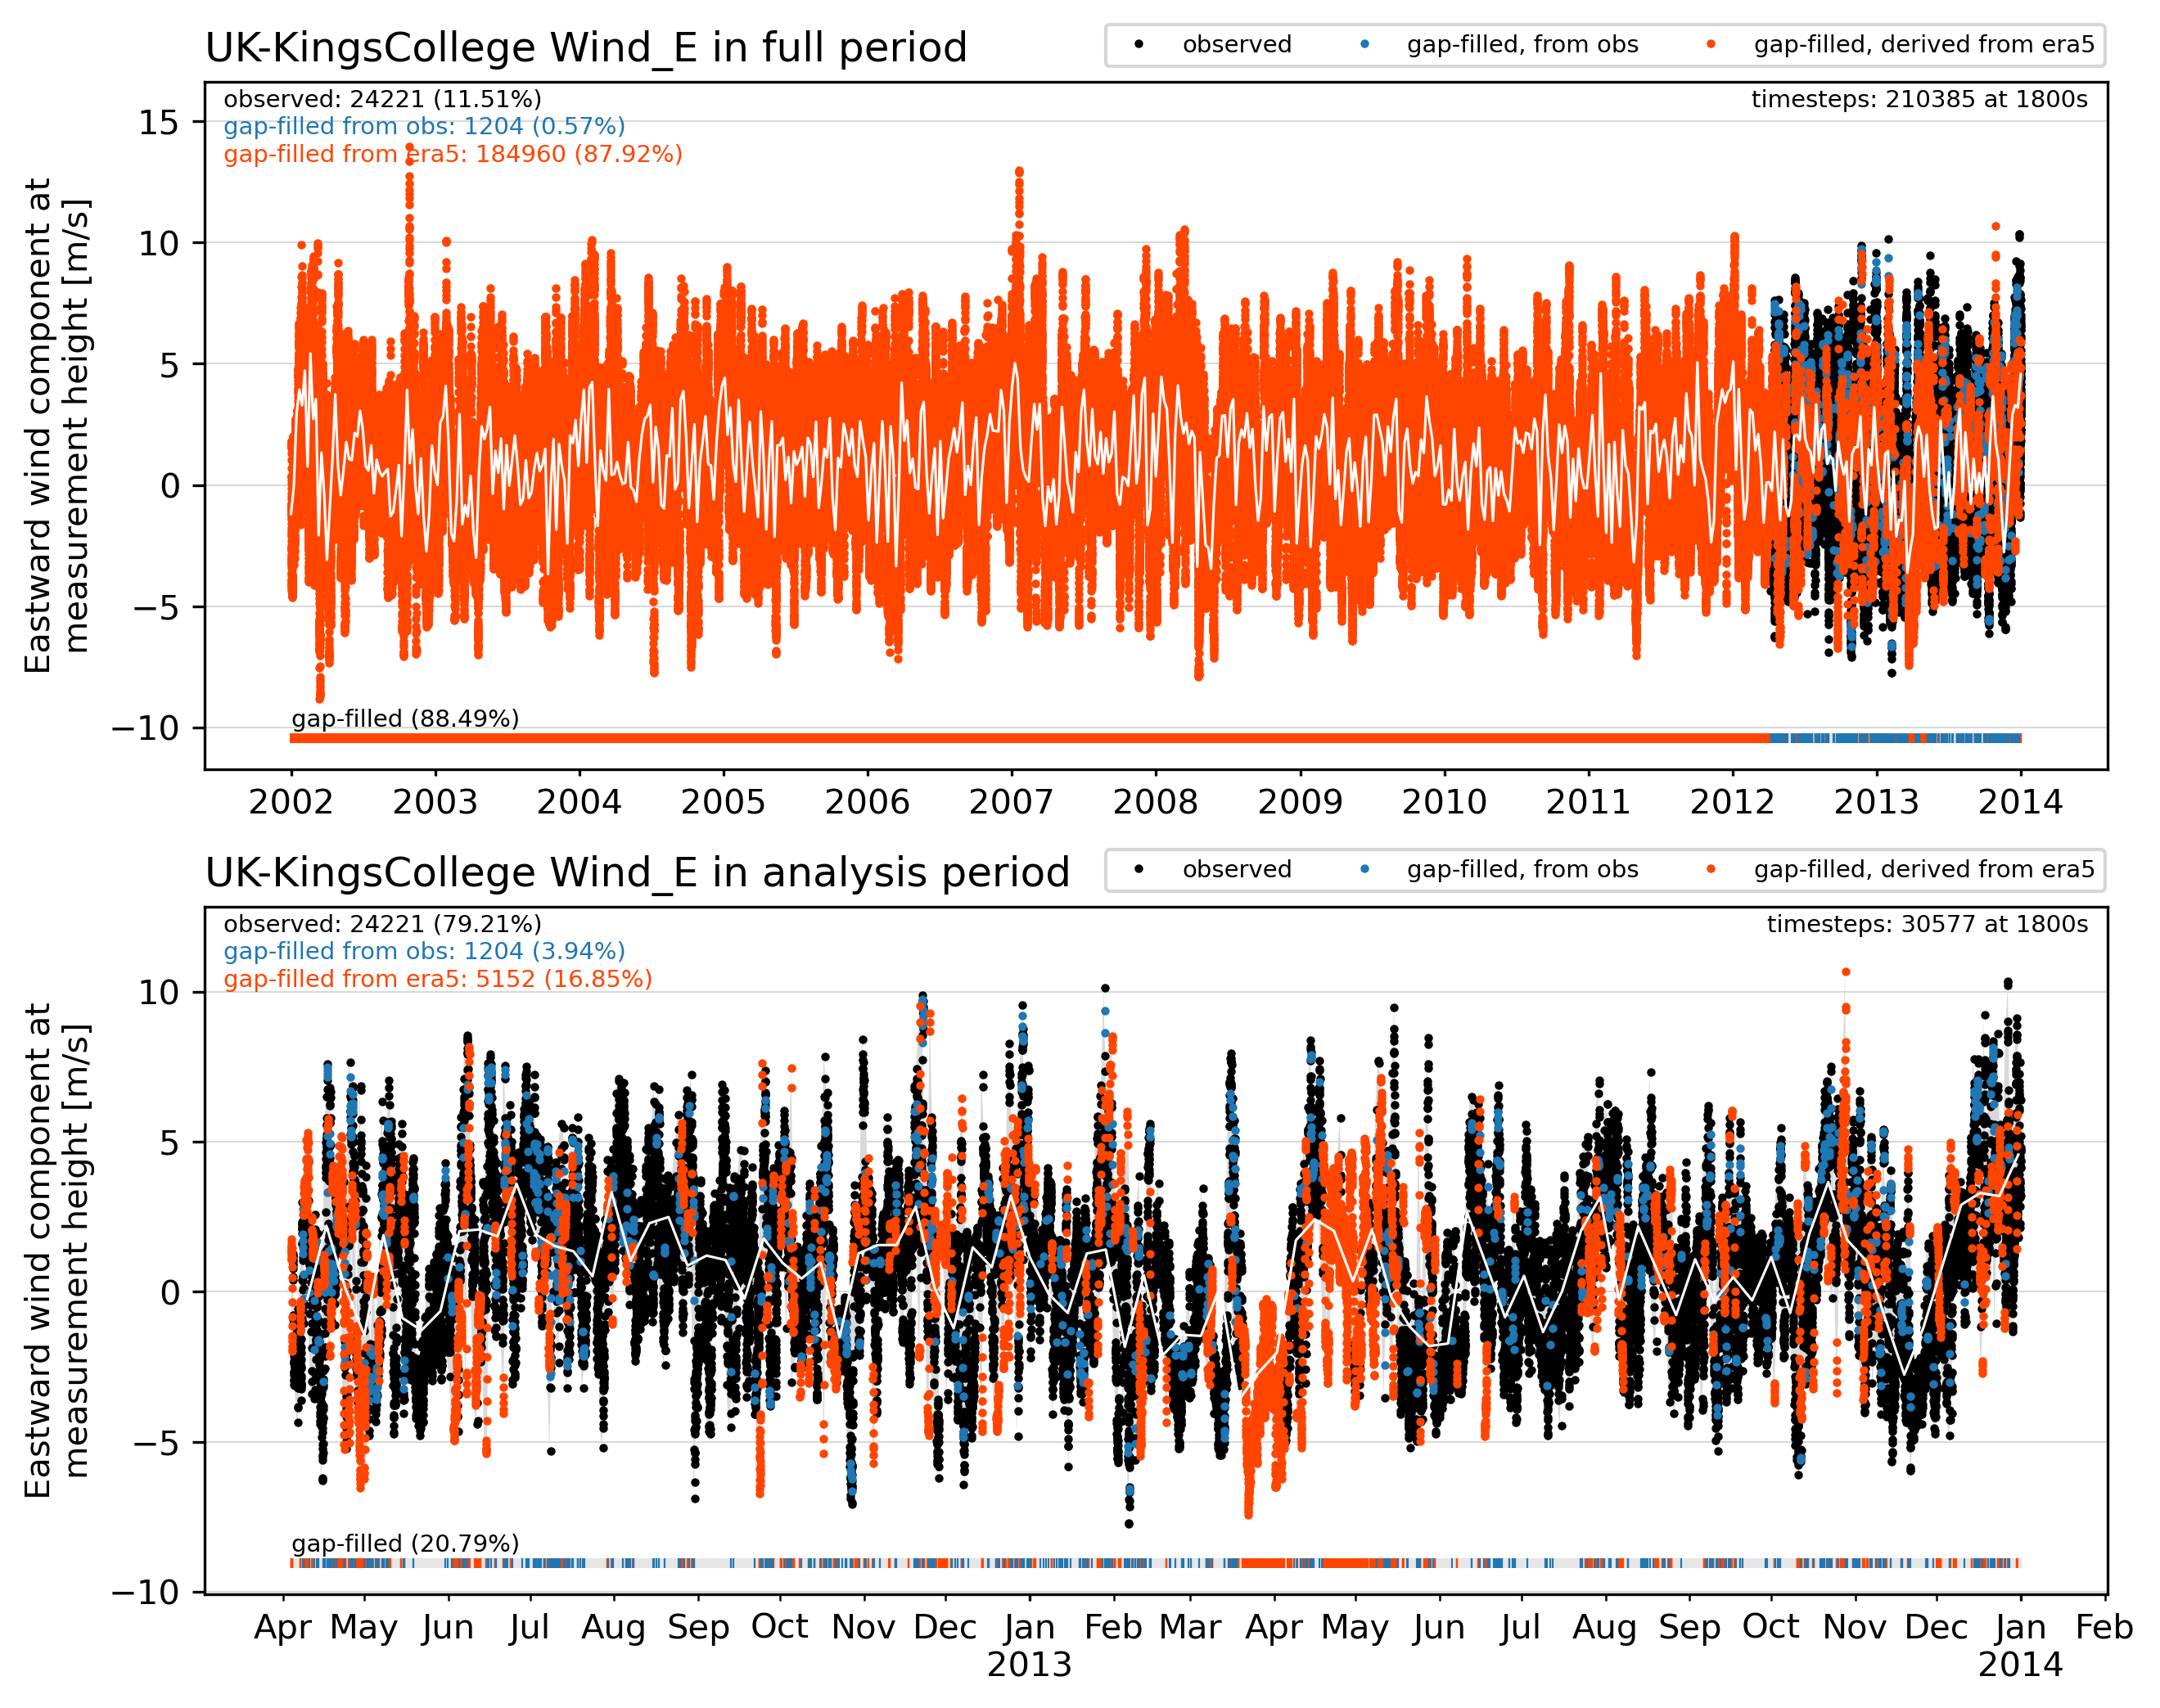 UK-KingsCollege Wind_E in full period
observed
gap-filled, from obs
gap-filled, derived from era5
observed: 24221 (11.51%)
gap-filled from obs: 1204 (0.57%)
gap-filled from era5: 184960 (87.92%)
timesteps: 210385 at 1800s
Eastward wind component at
measurement height [m/s]
15
10
5
0
−5
−10
gap-filled (88.49%)
2002 2003 2004 2005 2006 2007 2008 2009 2010 2011 2012 2013 2014
UK-KingsCollege Wind_E in analysis period
observed
gap-filled, from obs
gap-filled, derived from era5
observed: 24221 (79.21%)
gap-filled from obs: 1204 (3.94%)
gap-filled from era5: 5152 (16.85%)
timesteps: 30577 at 1800s
Eastward wind component at
measurement height [m/s]
10
5
0
−5
−10
gap-filled (20.79%)
Apr May Jun Jul Aug Sep Oct Nov Dec Jan Feb Mar Apr May Jun Jul Aug Sep Oct Nov Dec Jan Feb
2013 2014